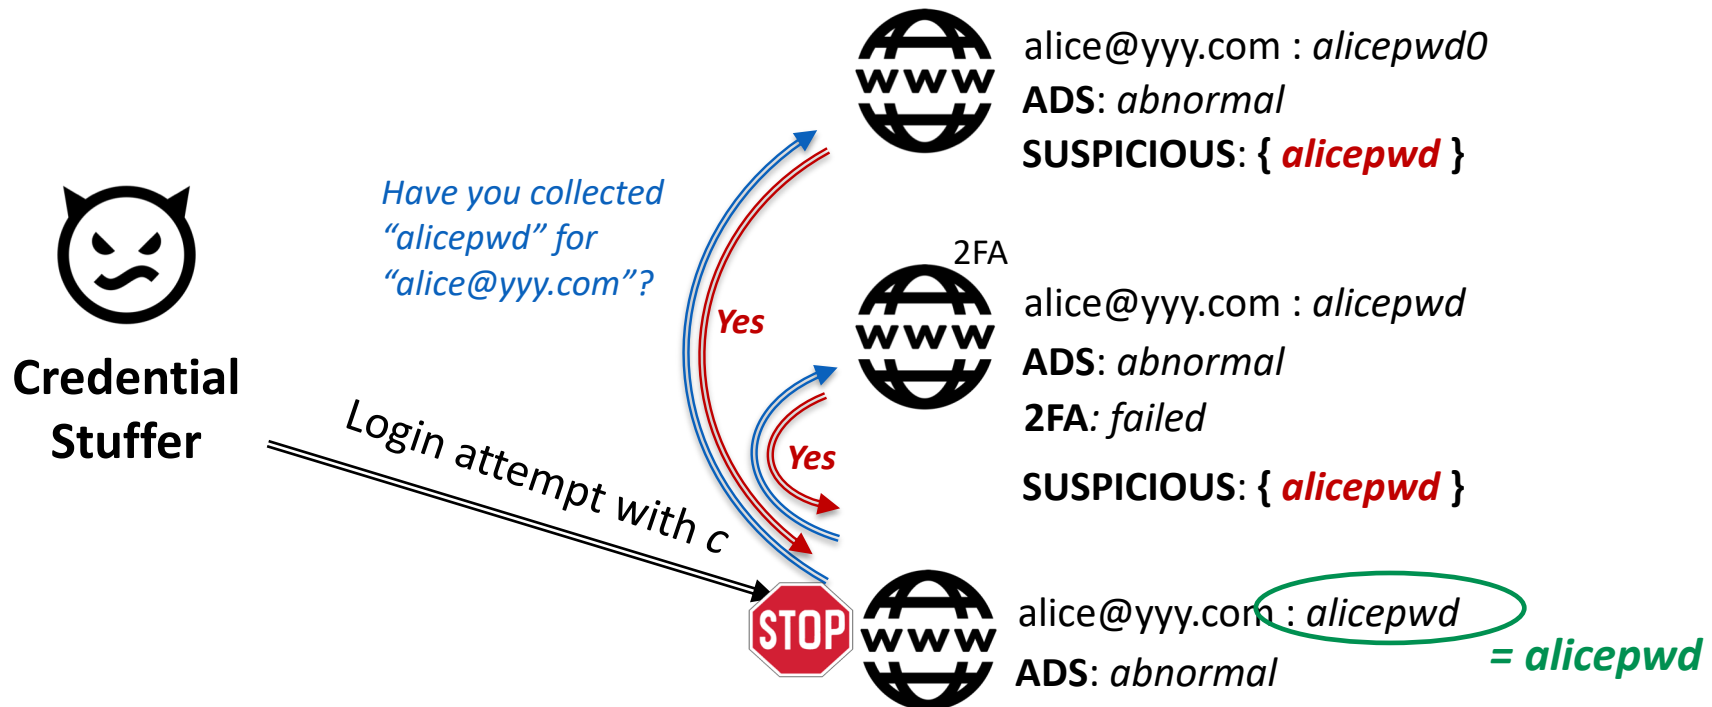 alice@yyy.com : alicepwd0
WWW
ADS: abnormal
SUSPICIOUS: { alicepwd }
Have you collected
“alicepwd” for
“alice@yyy.com”?
Yes
2FA
alice@yyy.com : alicepwd
WWW
ADS: abnormal
2FA: failed
Yes
SUSPICIOUS: { alicepwd }
Credential
Stuffer
Login attempt with c
STOP
WWW
alice@yyy.com : alicepwd
= alicepwd
ADS: abnormal